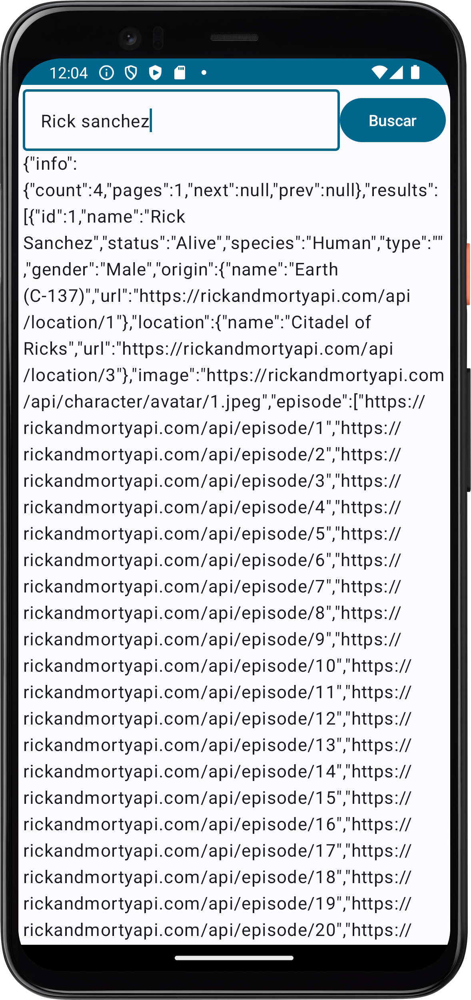 12:04
Rick sanchez
Buscar
{"info":
{"count":4,"pages":1,"next":null,"prev":null},"results":
[{"id":1,"name":"Rick
Sanchez","status":"Alive","species":"Human","type":""
,"gender":"Male","origin":{"name":"Earth
(C-137)","url":"https://rickandmortyapi.com/api
/location/1"},"location":{"name":"Citadel of
Ricks","url":"https://rickandmortyapi.com/api
/location/3"},"image":"https://rickandmortyapi.com
/api/character/avatar/1.jpeg","episode":["https://
rickandmortyapi.com/api/episode/1","https://
rickandmortyapi.com/api/episode/2","https://
rickandmortyapi.com/api/episode/3","https://
rickandmortyapi.com/api/episode/4","https://
rickandmortyapi.com/api/episode/5","https://
rickandmortyapi.com/api/episode/6","https://
rickandmortyapi.com/api/episode/7","https://
rickandmortyapi.com/api/episode/8","https://
rickandmortyapi.com/api/episode/9","https://
rickandmortyapi.com/api/episode/10","https://
rickandmortyapi.com/api/episode/11","https://
rickandmortyapi.com/api/episode/12","https://
rickandmortyapi.com/api/episode/13","https://
rickandmortyapi.com/api/episode/14","https://
rickandmortyapi.com/api/episode/15","https://
rickandmortyapi.com/api/episode/16","https://
rickandmortyapi.com/api/episode/17","https://
rickandmortyapi.com/api/episode/18","https://
rickandmortyapi.com/api/episode/19","https://
rickandmortyapi.com/api/episode/20","https://